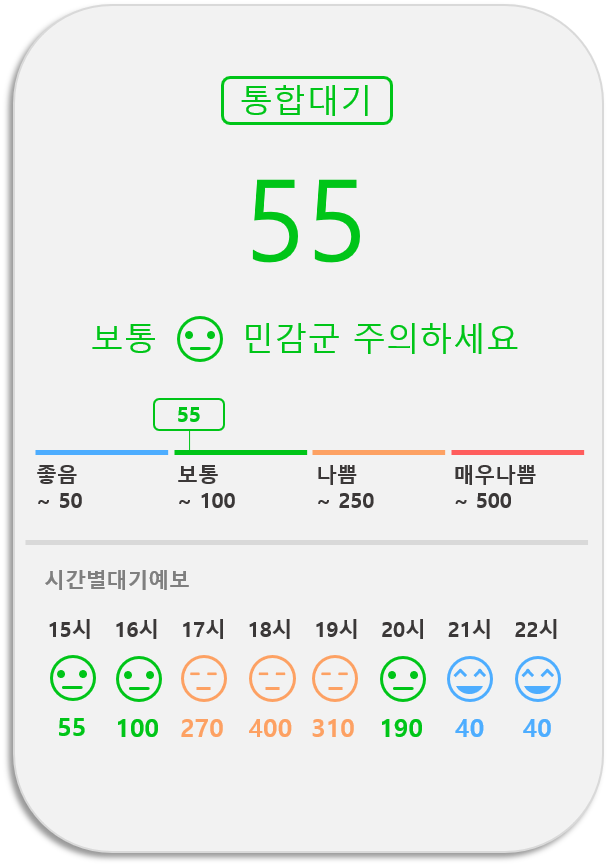 통합대기
55
보통 민감군 주의하세요
55
좋음 보통 나쁨 매우나쁨
~ 50 ~ 100 ~ 250 ~ 500
시간별대기예보
15시 16시 17시 18시 19시 20시 21시 22시
55 100 270 400 310 190 40 40